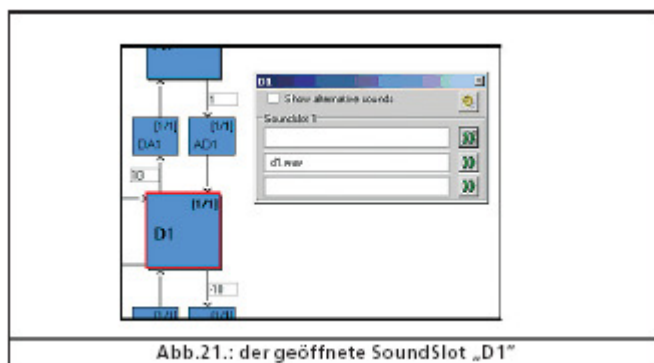 1
[1/1]
DA1
[1/1]
AD1
10
[1/1]
D1
-10
D1
Show alternative sounds
SoundSlot 1
d1.wav
Abb.21.: der geöffnete SoundSlot „D1”